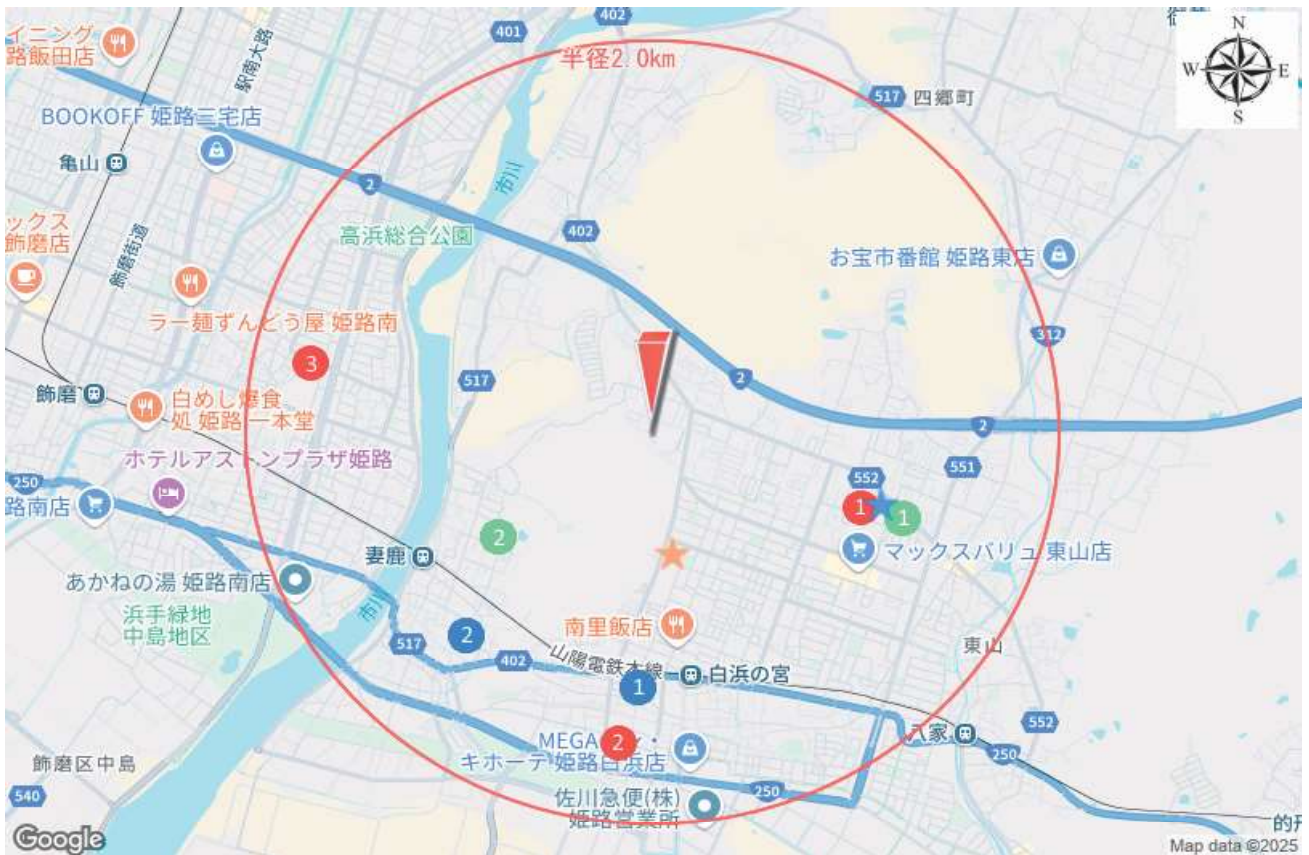 イニング
路飯田店
駅南大路
401
402
半径2.0km
N
W
E
S
517
四郷町
BOOKOFF 姫路三宅店
亀山
2
市川
ックス
飾磨店
飾磨街道
高浜総合公園
402
お宝市番館 姫路東店
ラー麺ずんどう屋 姫路南
312
3
517
2
飾磨
白めし爆食
処 姫路 一本堂
2
ホテルアストンプラザ姫路
551
552
250
路南店
1
1
2
マックスバリュ 東山店
妻鹿
あかねの湯 姫路南店
市川
浜手緑地
中島地区
南里飯店
2
517
402
山陽電鉄本線
白浜の宮
東山
1
552
2
MEGA ン・
キホーテ 姫路白浜店
八家
250
飾磨区中島
540
佐川急便(株)
姫路営業所
250
的形
Google
Map data ©2025